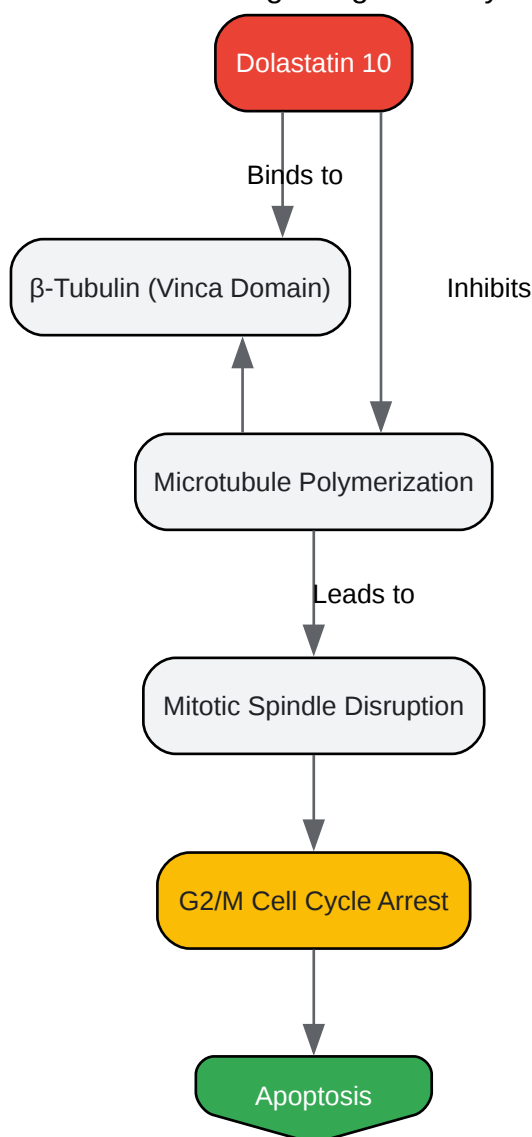 Dolastatin 10
Binds to
β-Tubulin (Vinca Domain)
Inhibits
Microtubule Polymerization
Leads to
Mitotic Spindle Disruption
G2/M Cell Cycle Arrest
Apoptosis